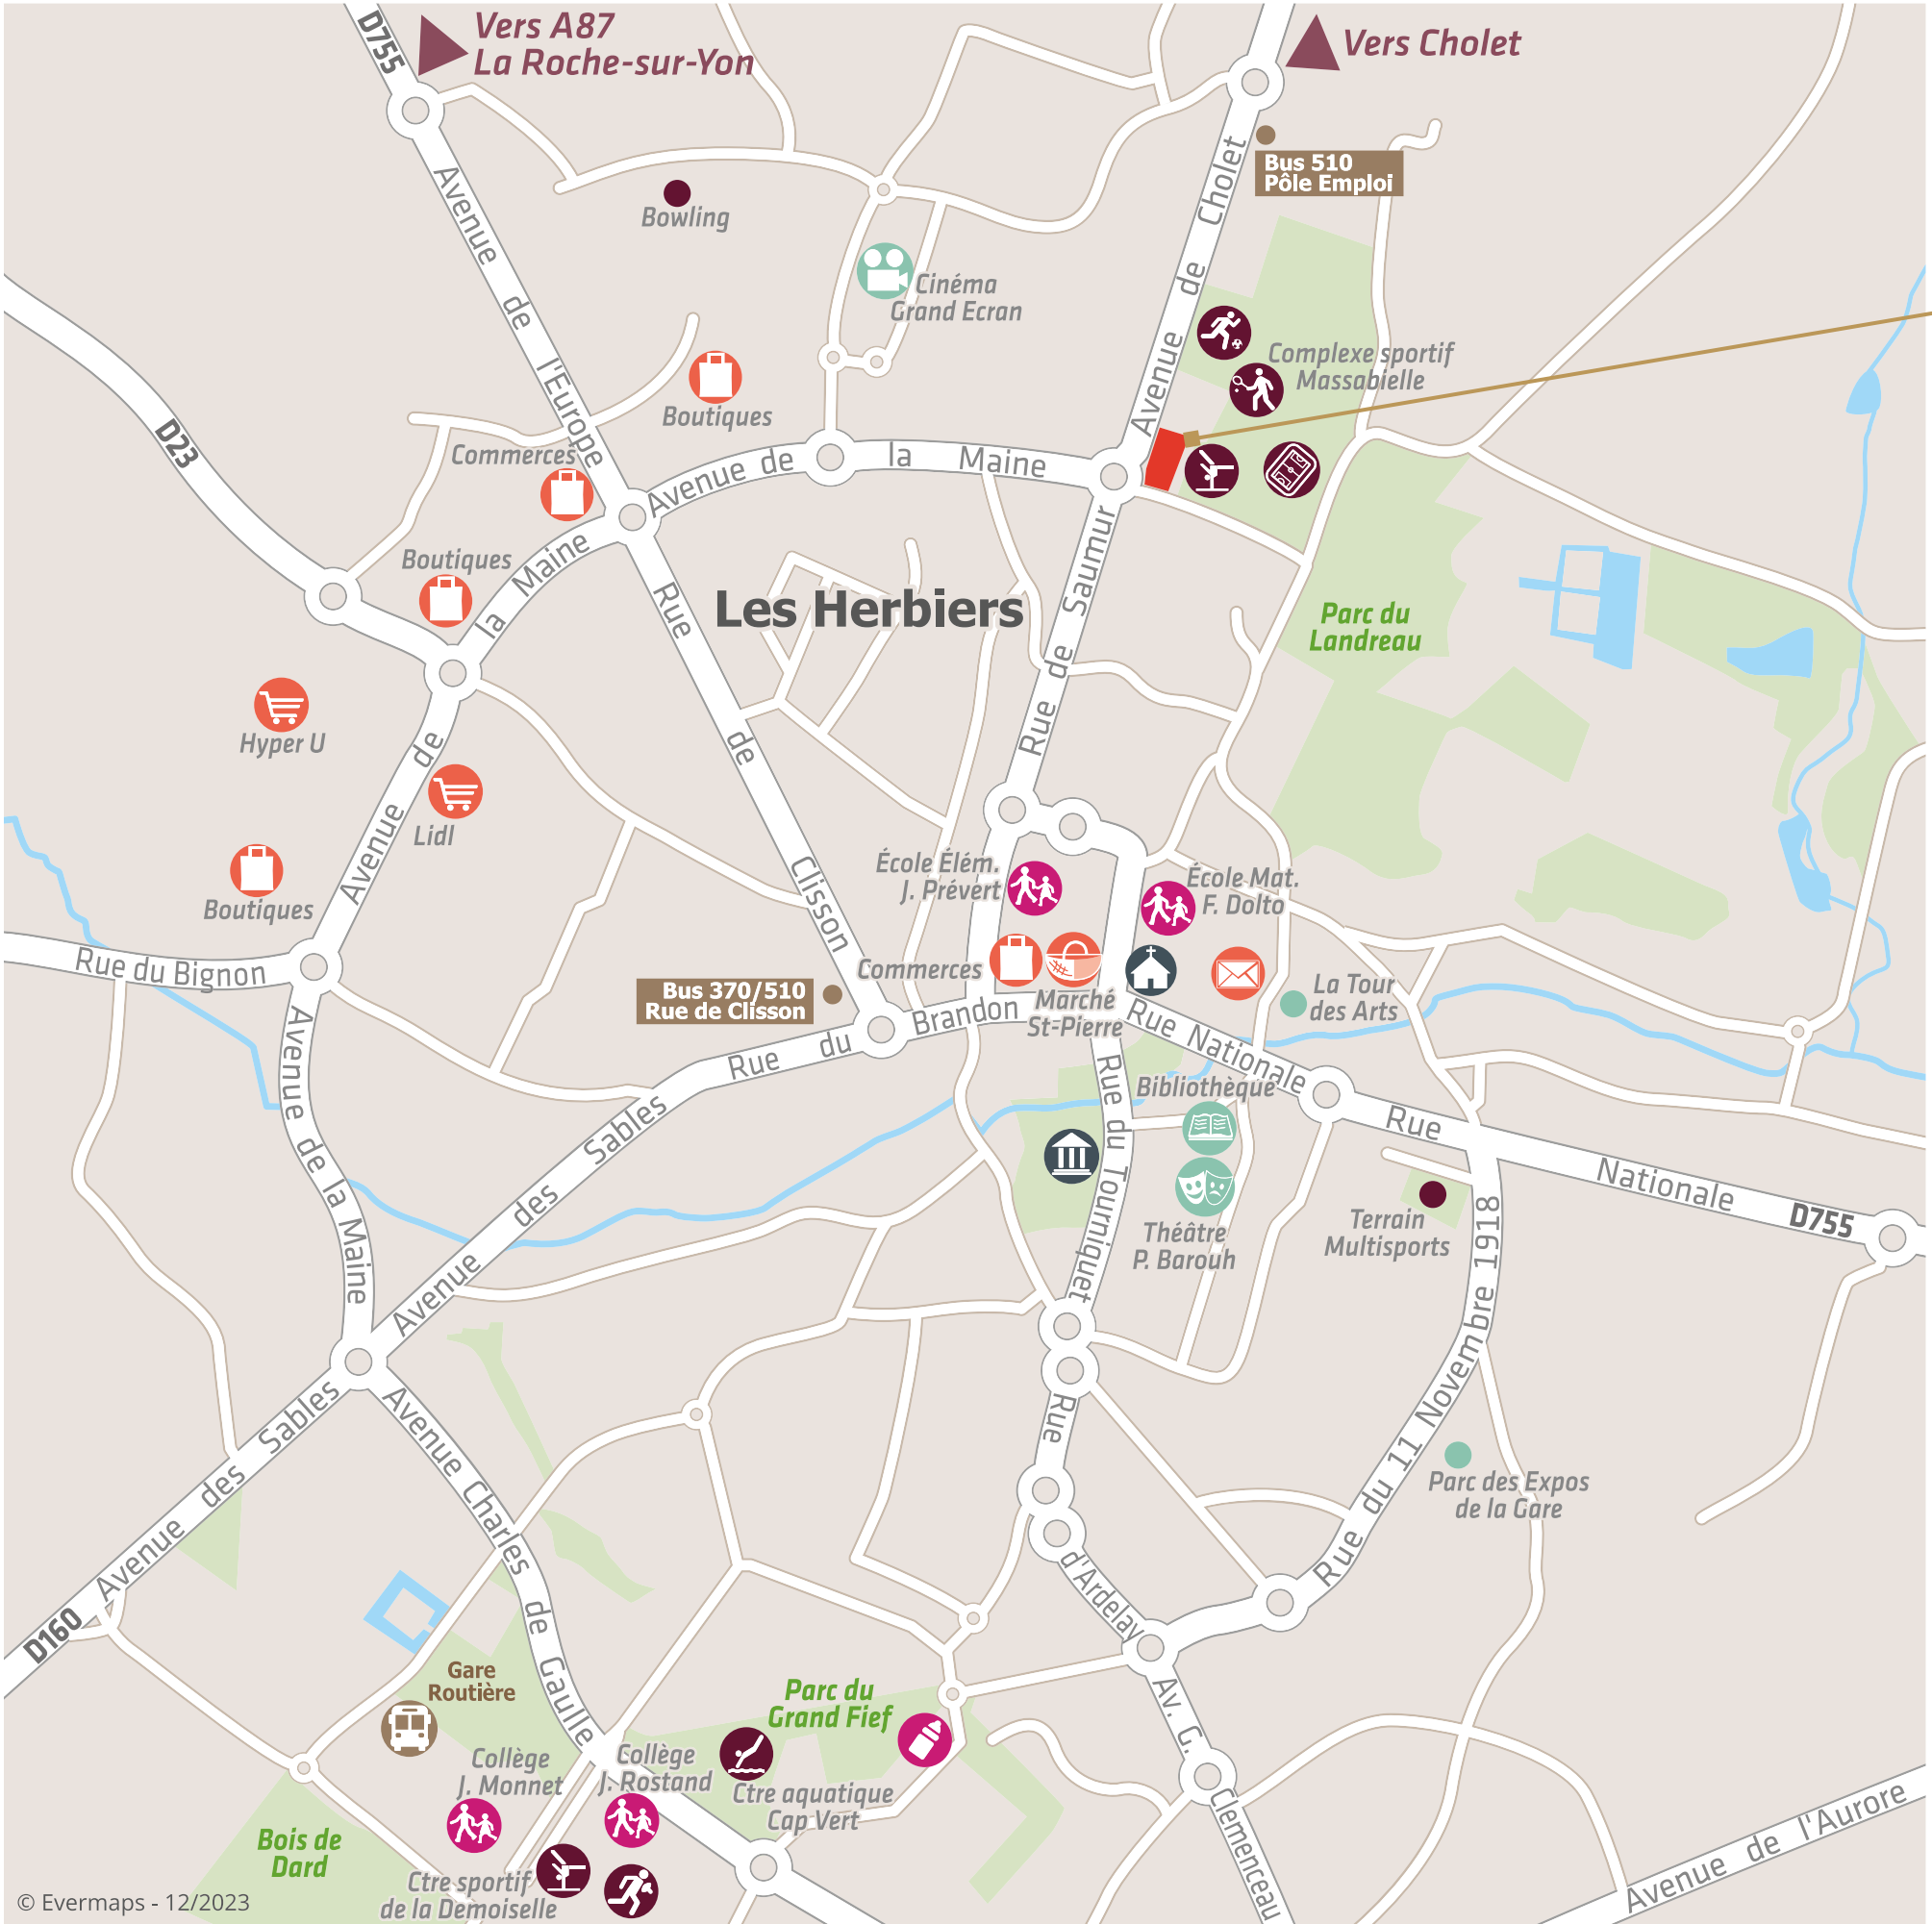 D755
Vers A87
La Roche-sur-Yon
Vers Cholet
Bus 510
Pôle Emploi
Avenue de Cholet
Avenue de l'Europe
Bowling
Cinéma
Grand Ecran
Complexe sportif
Massabielle
Boutiques
Commerces
D23
Avenue de la Maine
Boutiques
Avenue de la Maine
Rue de Saumur
Les Herbiers
Parc du
Landreau
Rue de Clisson
Hyper U
Lidl
Boutiques
École Élém.
J. Prévert
École Mat.
F. Dolto
Rue du Bignon
Commerces
Bus 370/510
Rue de Clisson
Marché
St-Pierre
La Tour
des Arts
Rue du Brandon
Rue Nationale
Bibliothèque
Avenue de la Maine
Avenue des Sables
Rue du Tourniquet
Rue Nationale
D755
Théâtre
P. Barouh
Terrain
Multisports
Rue du 11 Novembre 1918
Avenue des Sables
D160
Avenue Charles de Gaulle
Rue d'Ardelay
Parc des Expos
de la Gare
Gare
Routière
Parc du
Grand Fief
Av. G. Clemenceau
Collège
J. Monnet
Collège
J. Rostand
Ctre aquatique
Cap Vert
Bois de
Dard
Ctre sportif
de la Demoiselle
Avenue de l'Aurore
© Evermaps - 12/2023